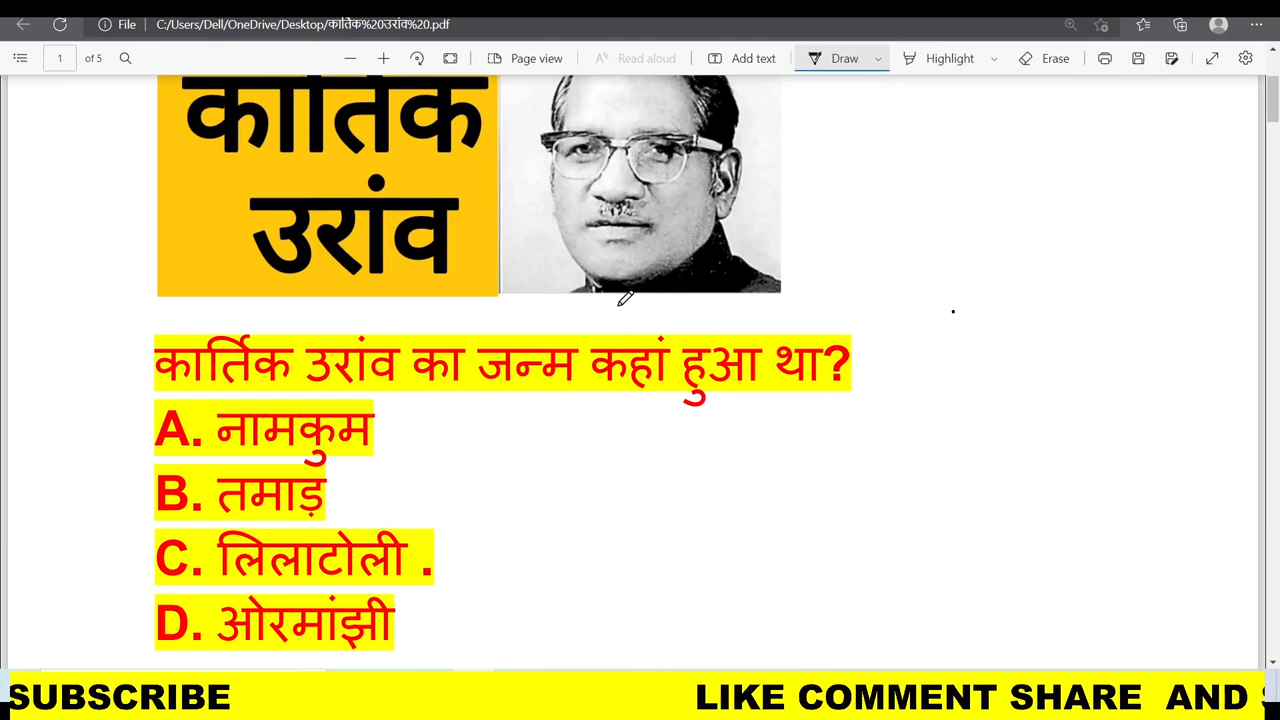 File C:/Users/Dell/OneDrive/Desktop/कार्तिक%20उरांव%20.pdf
1 of 5 Page view Read aloud Add text Draw Highlight Erase
कार्तिक
उरांव
कार्तिक उरांव का जन्म कहां हुआ था?
A. नामकुम
B. तमाड़
C. लिलाटोली .
D. ओरमांझी
SUBSCRIBE LIKE COMMENT SHARE AND S